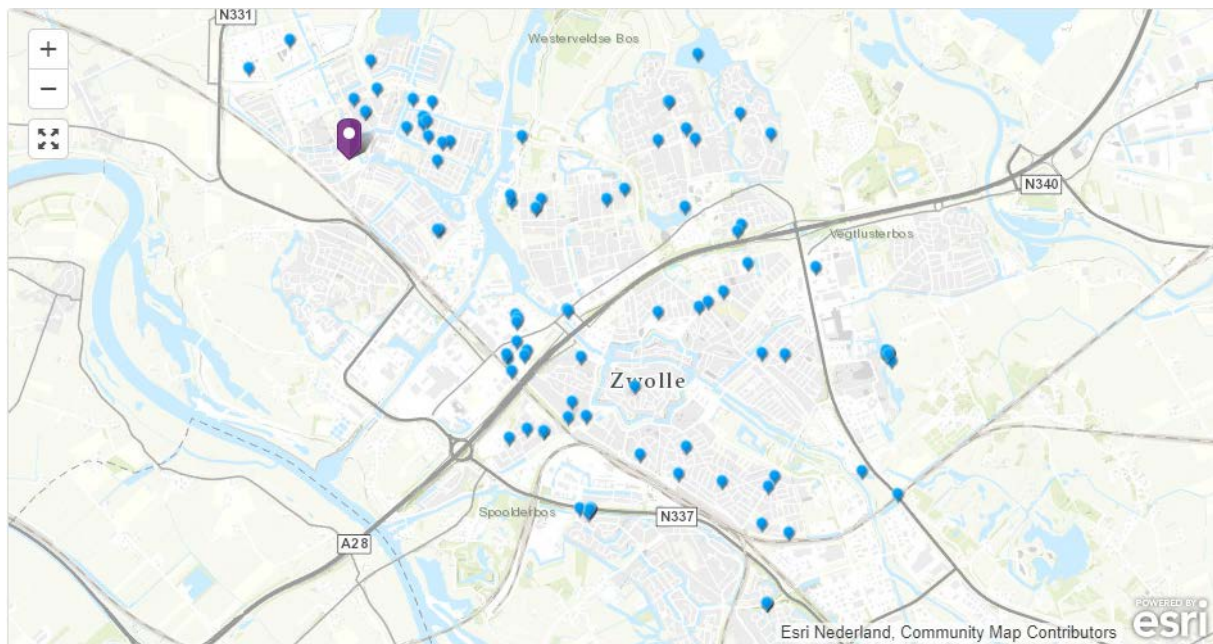 N331
Westerveldse Bos
+
−
N340
Vegtlusterbos
Zwolle
Spoolderbos
N337
A28
POWERED BY
esri
Esri Nederland, Community Map Contributors